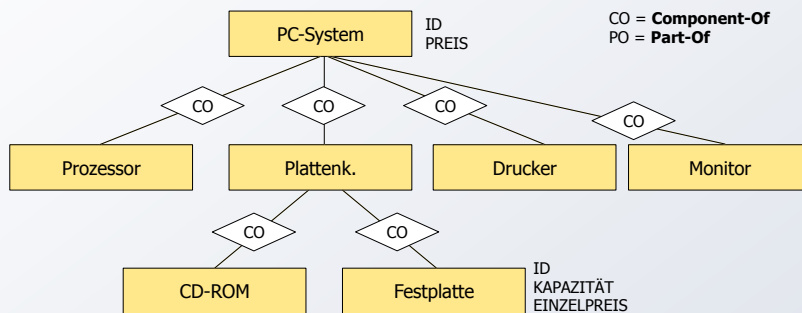 PC-System
ID
PREIS
CO = Component-Of
PO = Part-Of
CO
CO
CO
CO
Prozessor
Plattenk.
Drucker
Monitor
CO
CO
CD-ROM
Festplatte
ID
KAPAZITÄT
EINZELPREIS